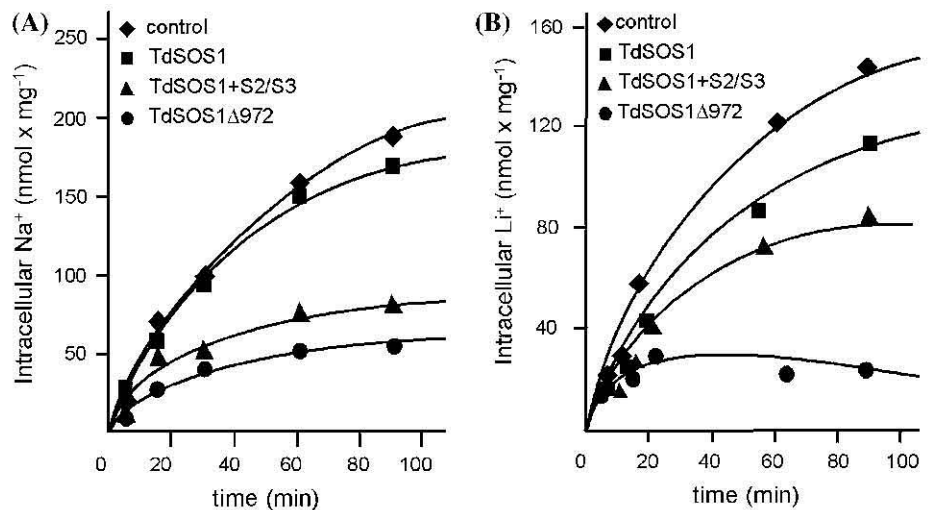 (A)
Intracellular Na⁺ (nmol x mg⁻¹)
250
200
150
100
50
◆ control
■ TdSOS1
▲ TdSOS1+S2/S3
● TdSOS1Δ972
0 20 40 60 80 100
time (min)
(B)
Intracellular Li⁺ (nmol x mg⁻¹)
160
120
80
40
◆ control
■ TdSOS1
▲ TdSOS1+S2/S3
● TdSOS1Δ972
0 20 40 60 80 100
time (min)